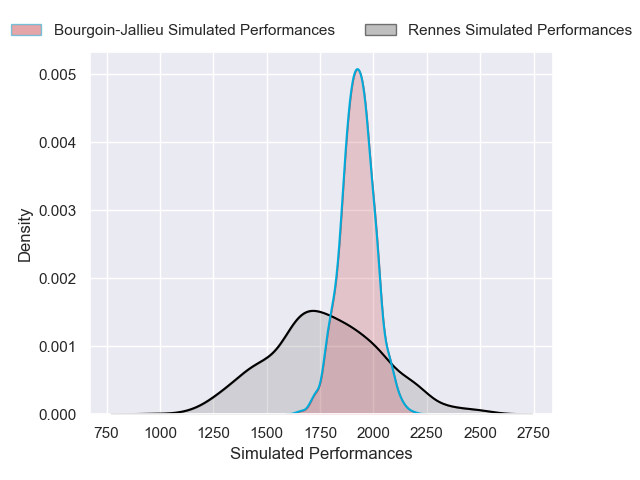 Bourgoin-Jallieu Simulated Performances Rennes Simulated Performances
0.005
0.004
0.003
0.002
0.001
0.000
Density
750 1000 1250 1500 1750 2000 2250 2500 2750
Simulated Performances